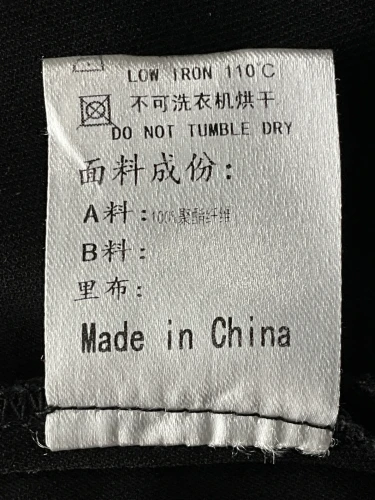 LOW IRON 110℃
不可洗衣机烘干
DO NOT TUMBLE DRY
面料成份:
A料:100%聚酯纤维
B料:
里布:
Made in China